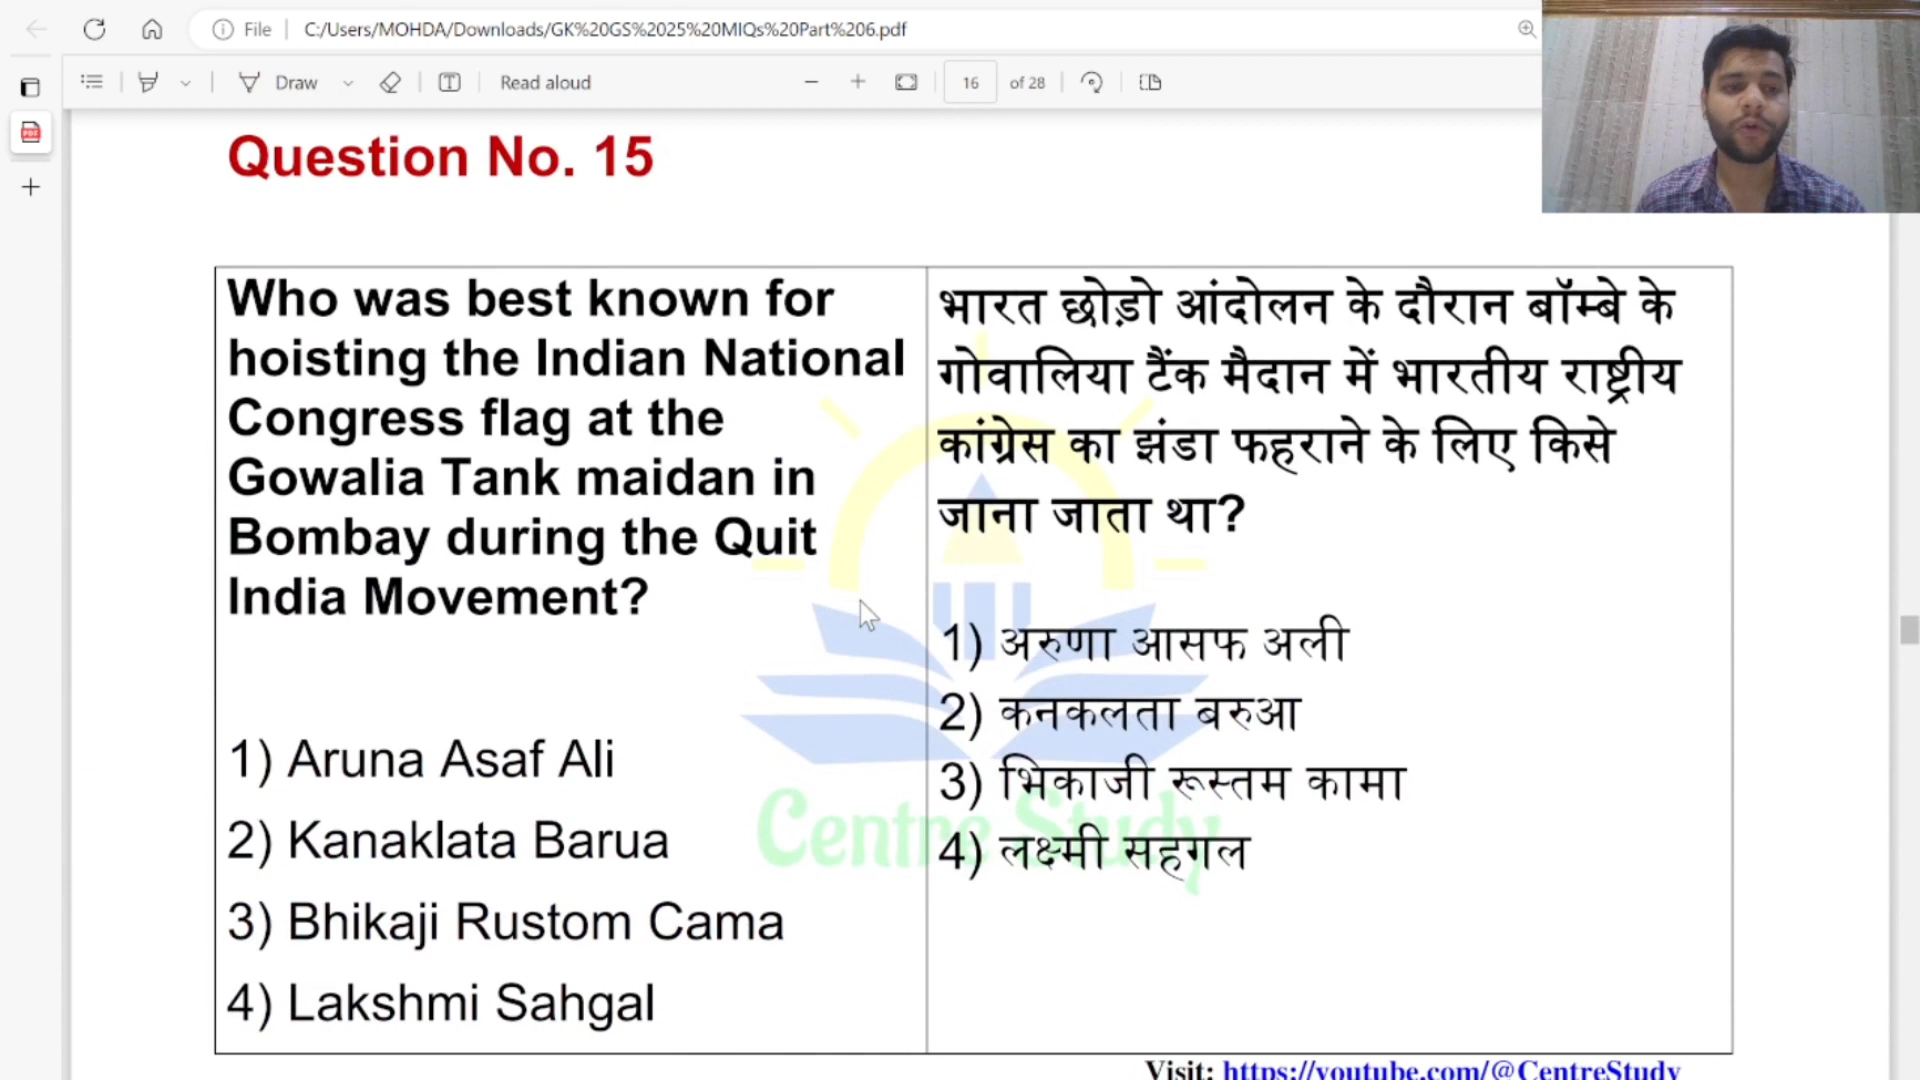 File
C:/Users/MOHDA/Downloads/GK%20GS%2025%20MIQs%20Part%206.pdf
Draw
Read aloud
16
of 28
Question No. 15
Who was best known for
hoisting the Indian National
Congress flag at the
Gowalia Tank maidan in
Bombay during the Quit
India Movement?
1) Aruna Asaf Ali
2) Kanaklata Barua
3) Bhikaji Rustom Cama
4) Lakshmi Sahgal
भारत छोड़ो आंदोलन के दौरान बॉम्बे के
गोवालिया टैंक मैदान में भारतीय राष्ट्रीय
कांग्रेस का झंडा फहराने के लिए किसे
जाना जाता था?
1) अरुणा आसफ अली
2) कनकलता बरुआ
3) भिकाजी रूस्तम कामा
4) लक्ष्मी सहगल
Centre Study
Visit: https://youtube.com/@CentreStudy